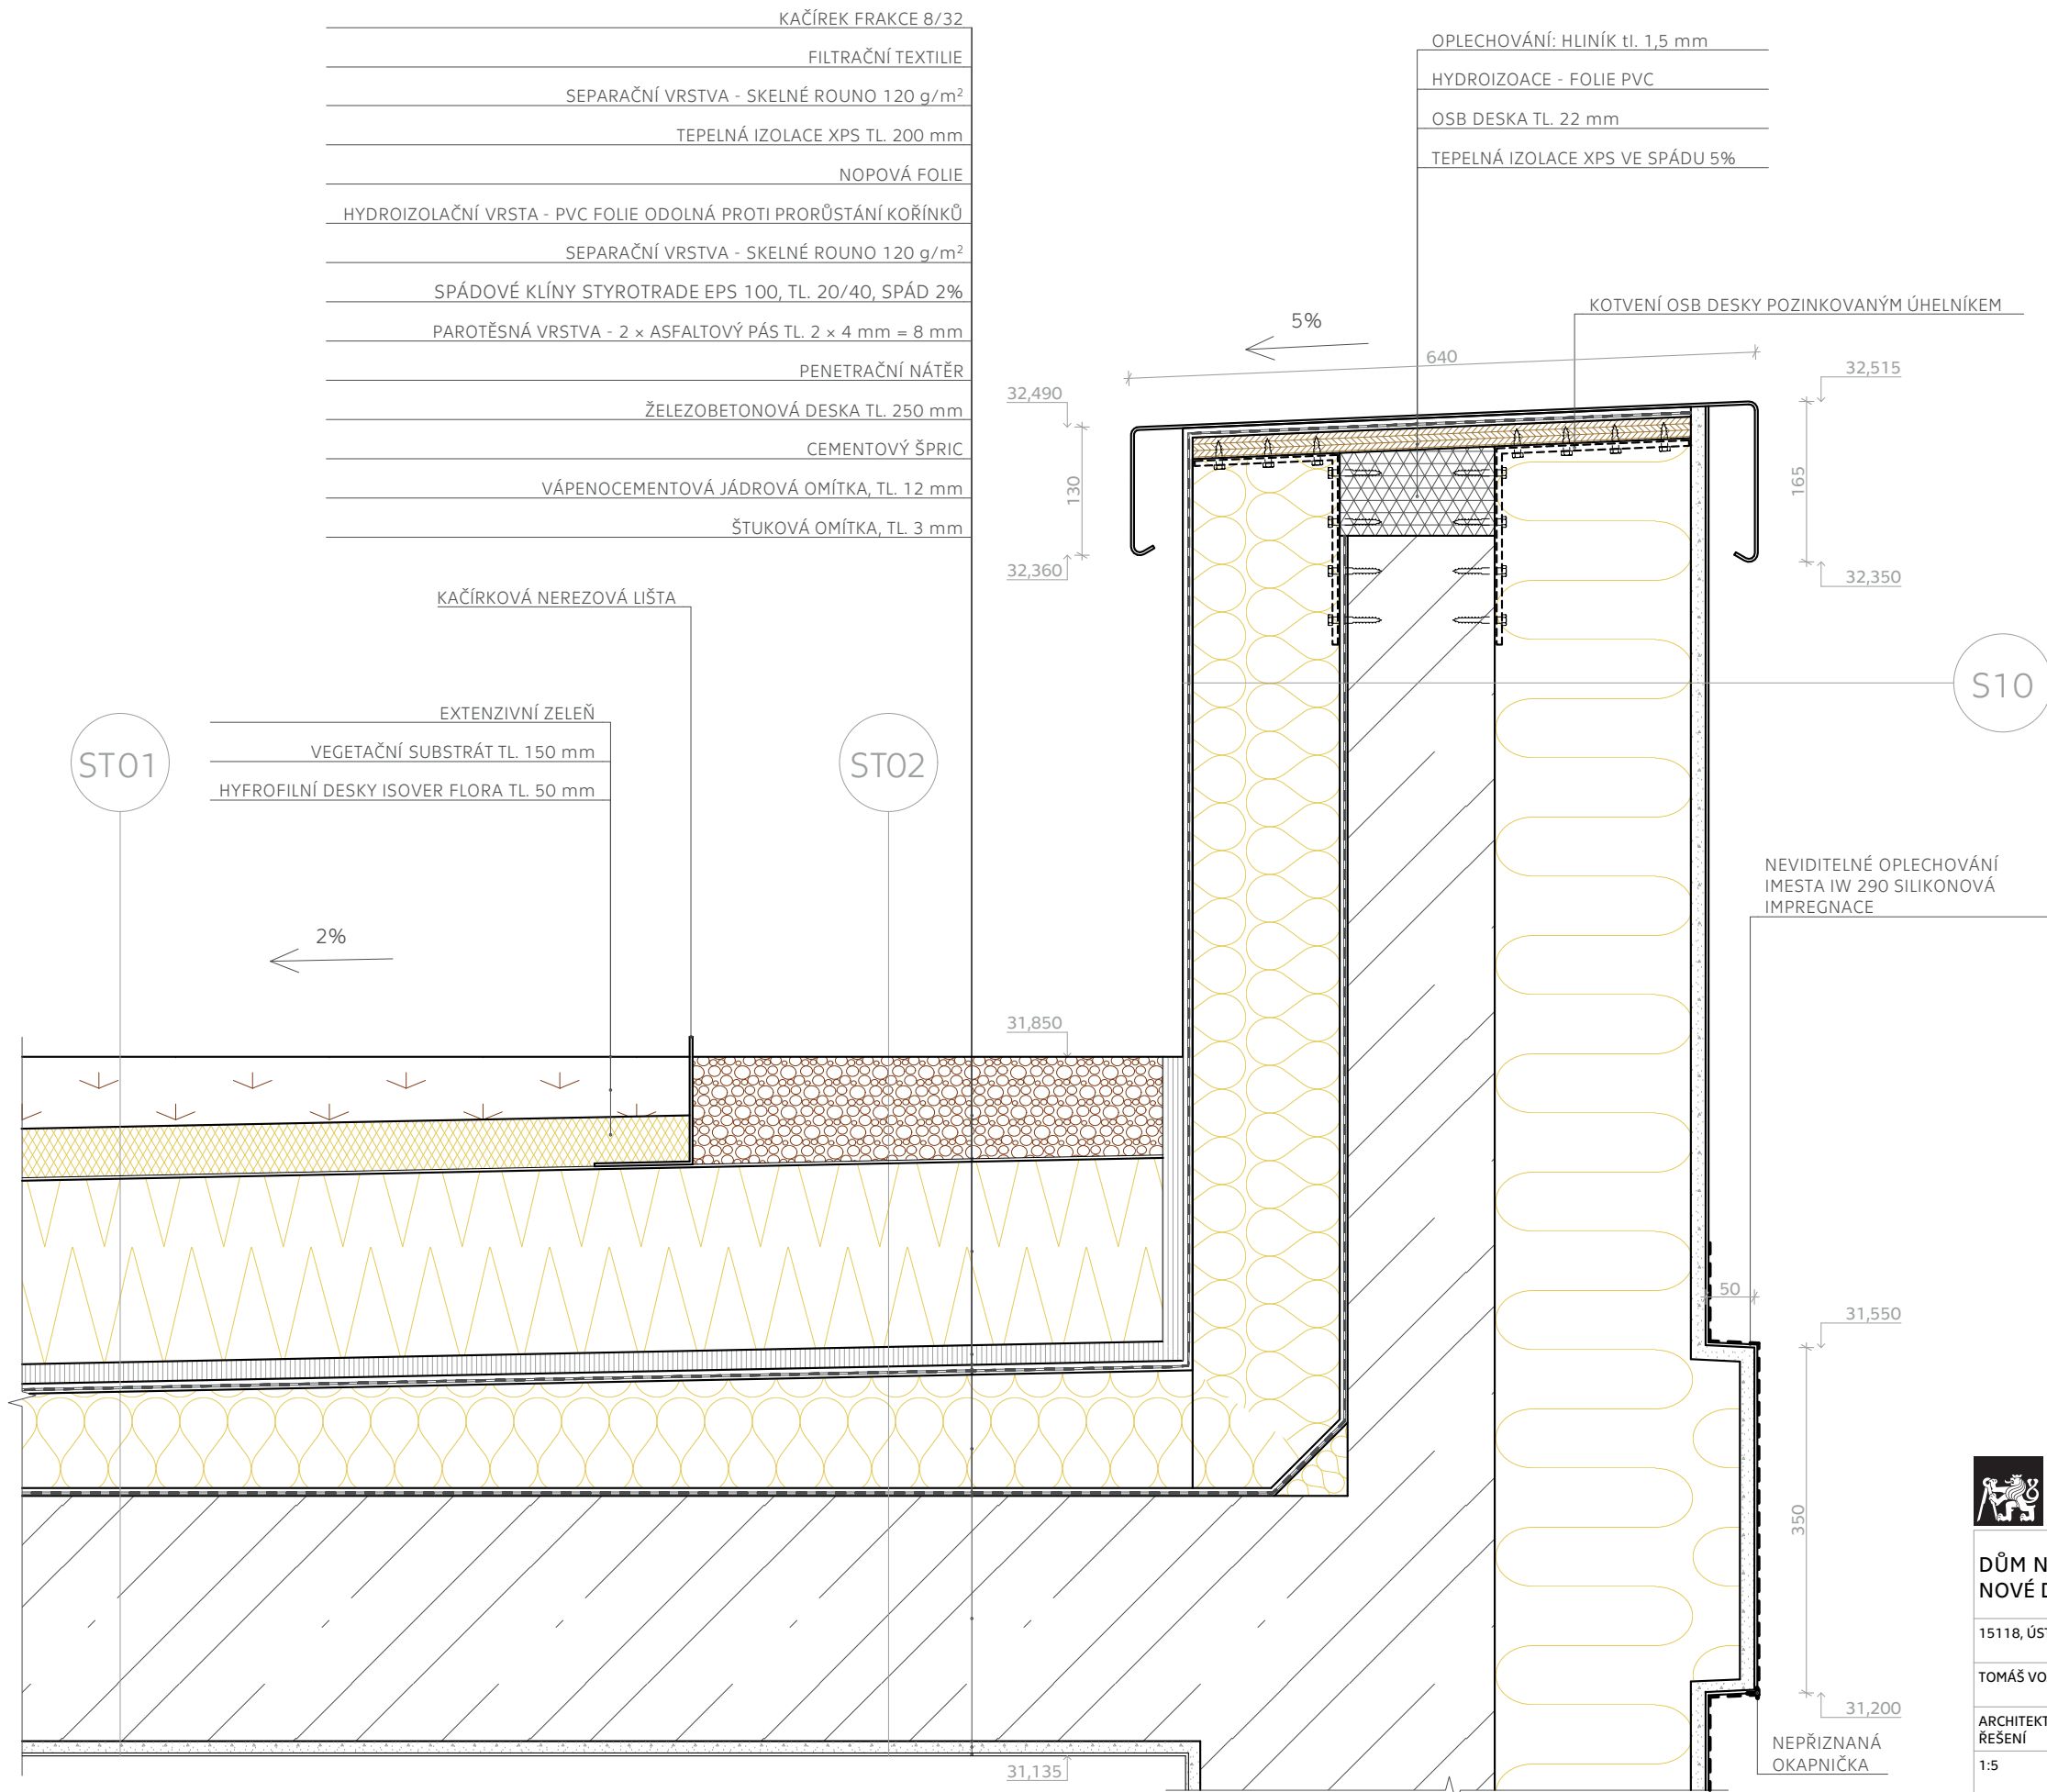 KAČÍREK FRAKCE 8/32
FILTRAČNÍ TEXTILIE
SEPARAČNÍ VRSTVA - SKELNÉ ROUNO 120 g/m²
TEPELNÁ IZOLACE XPS TL. 200 mm
NOPOVÁ FOLIE
HYDROIZOLAČNÍ VRSTA - PVC FOLIE ODOLNÁ PROTI PRORŮSTÁNÍ KOŘÍNKŮ
SEPARAČNÍ VRSTVA - SKELNÉ ROUNO 120 g/m²
SPÁDOVÉ KLÍNY STYROTRADE EPS 100, TL. 20/40, SPÁD 2%
PAROTĚSNÁ VRSTVA - 2 × ASFALTOVÝ PÁS TL. 2 × 4 mm = 8 mm
PENETRAČNÍ NÁTĚR
ŽELEZOBETONOVÁ DESKA TL. 250 mm
CEMENTOVÝ ŠPRIC
VÁPENOCEMENTOVÁ JÁDROVÁ OMÍTKA, TL. 12 mm
ŠTUKOVÁ OMÍTKA, TL. 3 mm
OPLECHOVÁNÍ: HLINÍK tl. 1,5 mm
HYDROIZOACE - FOLIE PVC
OSB DESKA TL. 22 mm
TEPELNÁ IZOLACE XPS VE SPÁDU 5%
KOTVENÍ OSB DESKY POZINKOVANÝM ÚHELNÍKEM
5%
640
32,490
32,515
130
165
32,360
32,350
KAČÍRKOVÁ NEREZOVÁ LIŠTA
S10
EXTENZIVNÍ ZELEŇ
VEGETAČNÍ SUBSTRÁT TL. 150 mm
HYFROFILNÍ DESKY ISOVER FLORA TL. 50 mm
ST01
ST02
NEVIDITELNÉ OPLECHOVÁNÍ
IMESTA IW 290 SILIKONOVÁ
IMPREGNACE
2%
31,850
50
31,550
350
31,200
NEPŘIZNANÁ
OKAPNIČKA
31,135
DŮM N
NOVÉ D
15118, ÚST
TOMÁŠ VO
ARCHITEKT
ŘEŠENÍ
1:5